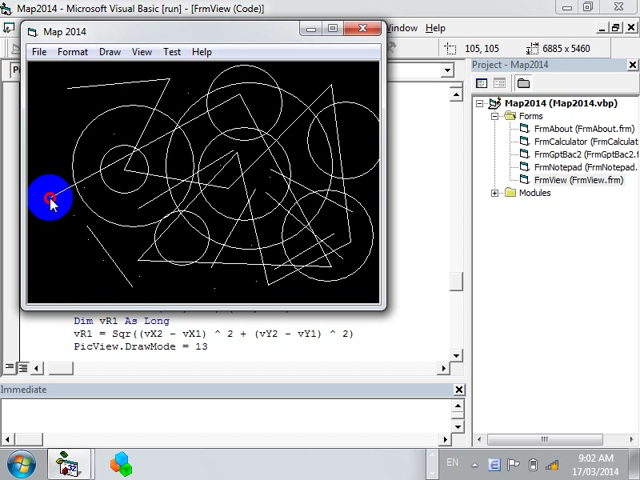 Map2014 - Microsoft Visual Basic [run] - [FrmView (Code)]
Window Help
105, 105
6885 x 5460
Map 2014
File Format Draw View Test Help
Project - Map2014
Map2014 (Map2014.vbp)
Forms
FrmAbout (FrmAbout.frm)
FrmCalculator (FrmCalculator.frm)
FrmGptBac2 (FrmGptBac2.frm)
FrmNotepad (FrmNotepad.
FrmView (FrmView.frm)
Modules
Dim vR1 As Long
vR1 = Sqr((vX2 - vX1) ^ 2 + (vY2 - vY1) ^ 2)
PicView.DrawMode = 13
Immediate
EN
9:02 AM
17/03/2014